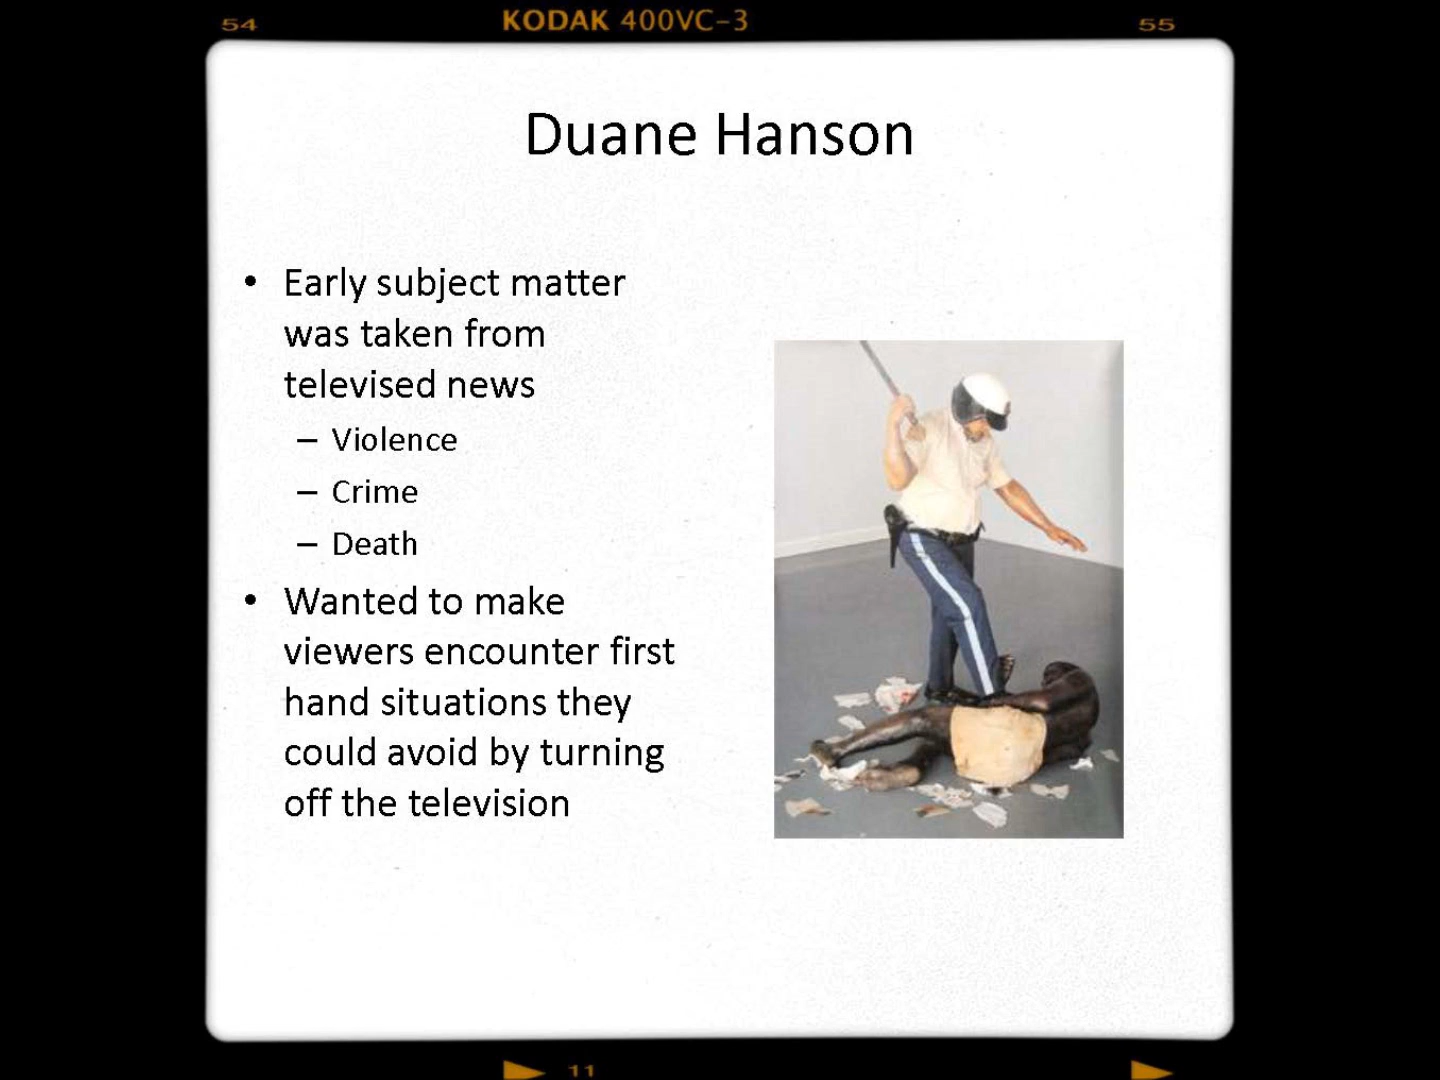 54 KODAK 400VC-3 55
Duane Hanson
• Early subject matter
was taken from
televised news
– Violence
– Crime
– Death
• Wanted to make
viewers encounter first
hand situations they
could avoid by turning
off the television
11